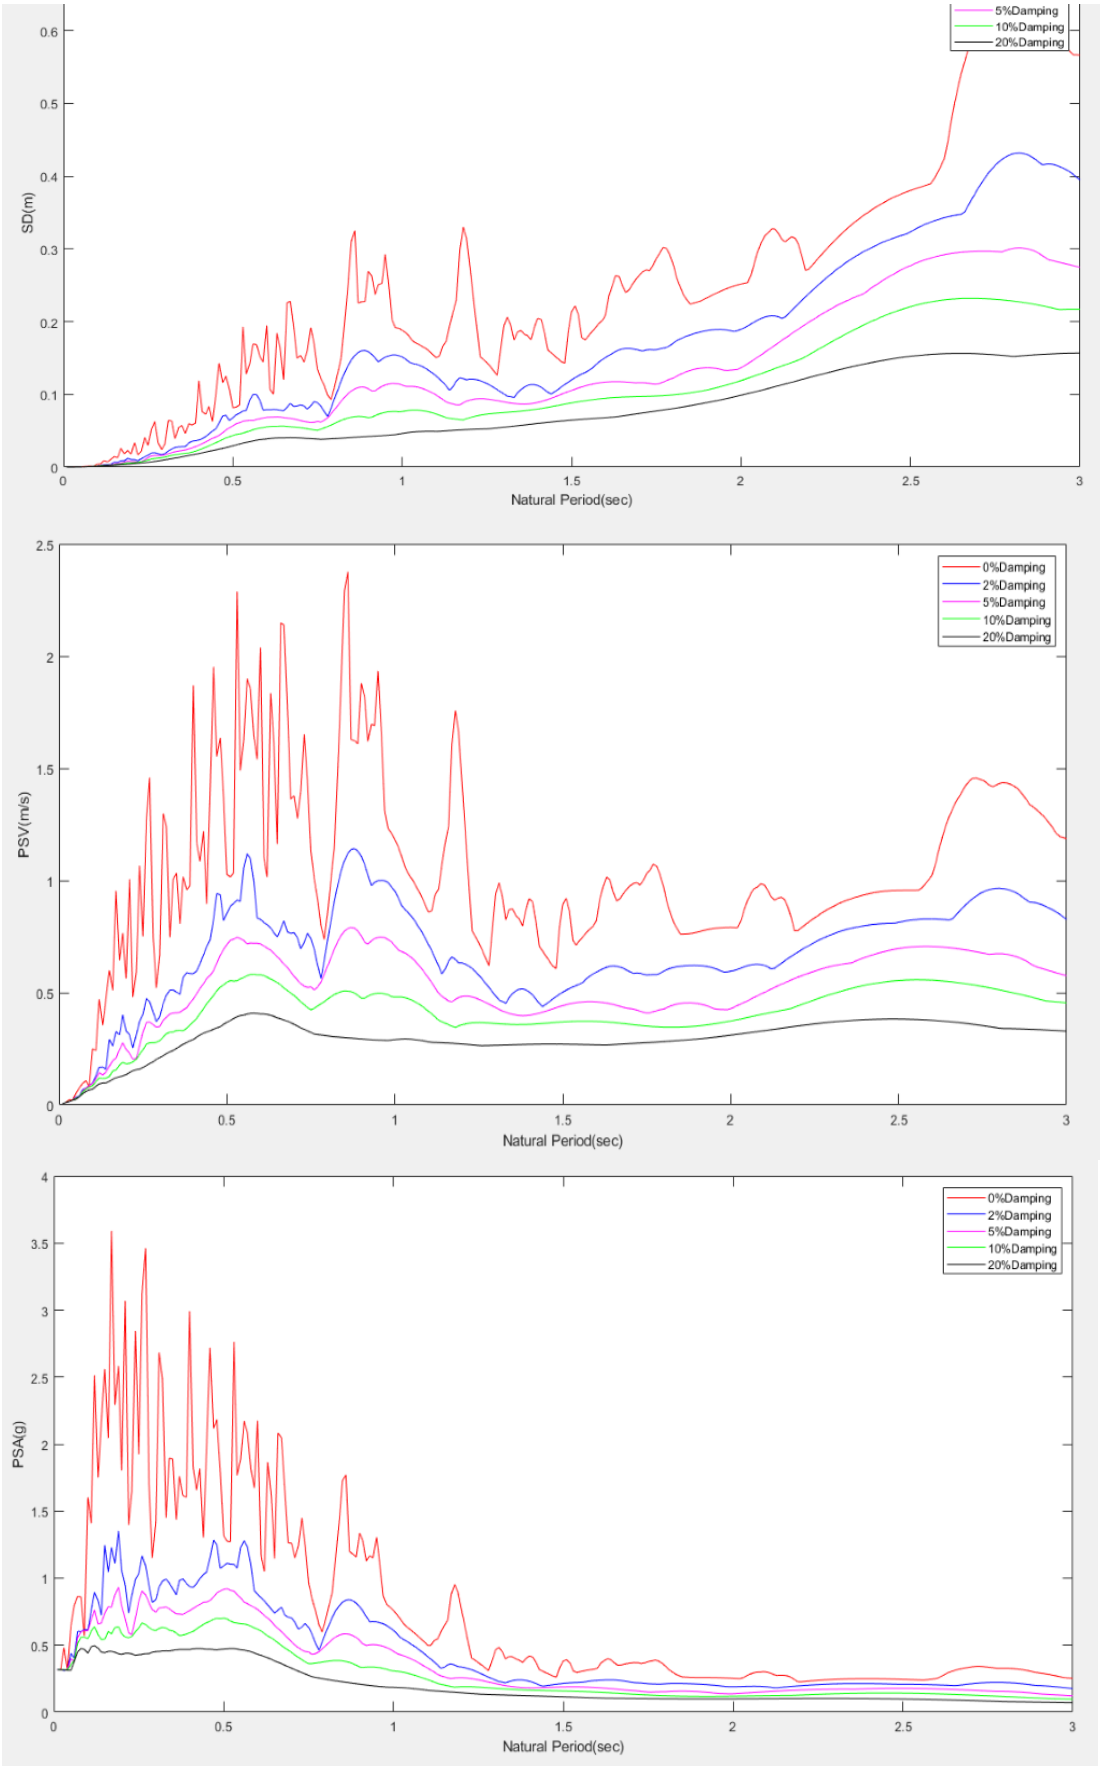 5%Damping
10%Damping
20%Damping
0.6
0.5
0.4
0.3
0.2
0.1
0
SD(m)
0 0.5 1 1.5 2 2.5 3
Natural Period(sec)
2.5
2
1.5
1
0.5
0
PSV(m/s)
0%Damping
2%Damping
5%Damping
10%Damping
20%Damping
0 0.5 1 1.5 2 2.5 3
Natural Period(sec)
4
3.5
3
2.5
2
1.5
1
0.5
0
PSA(g)
0%Damping
2%Damping
5%Damping
10%Damping
20%Damping
0 0.5 1 1.5 2 2.5 3
Natural Period(sec)